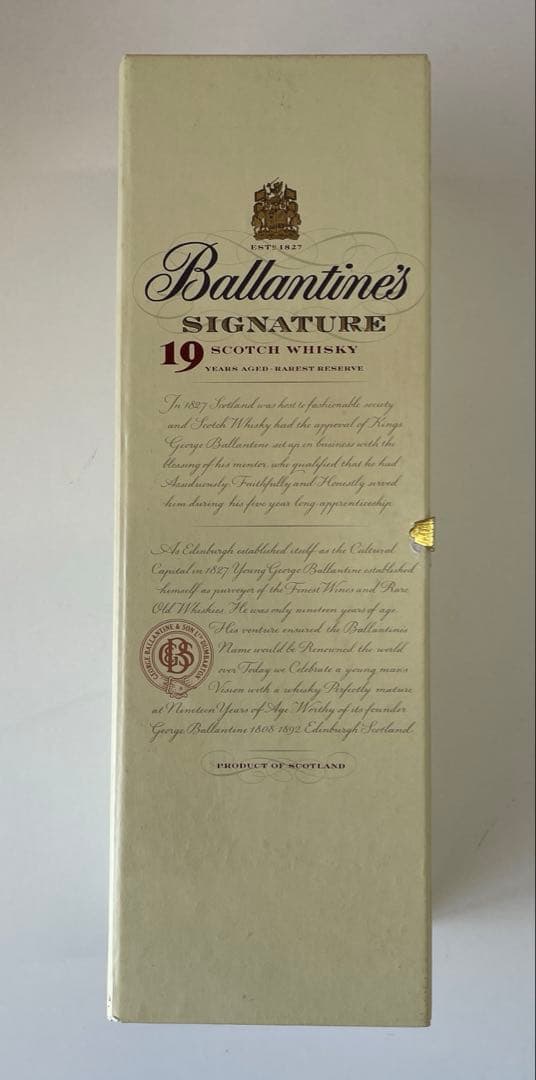 ESTD 1827
Ballantine's
SIGNATURE
19 SCOTCH WHISKY
YEARS AGED · RAREST RESERVE
In 1827 Scotland was host to fashionable society
and Scotch Whisky had the approval of Kings
George Ballantine set up in business with the
blessing of his mentor, who qualified that he had
Assiduously, Faithfully and Honestly served
him during his five year long apprenticeship
As Edinburgh established itself as the Cultural
Capital in 1827 Young George Ballantine established
himself as purveyor of the Finest Wines and Rare
Old Whiskies. He was only nineteen years of age
His venture ensured the Ballantine's
Name would be Renowned the world
over Today we Celebrate a young man's
Vision with a whisky Perfectly mature
at Nineteen Years of Age Worthy of its founder
George Ballantine 1808-1892 Edinburgh Scotland
GEORGE BALLANTINE & SON LTD DUMBARTON
GBS
PRODUCT OF SCOTLAND